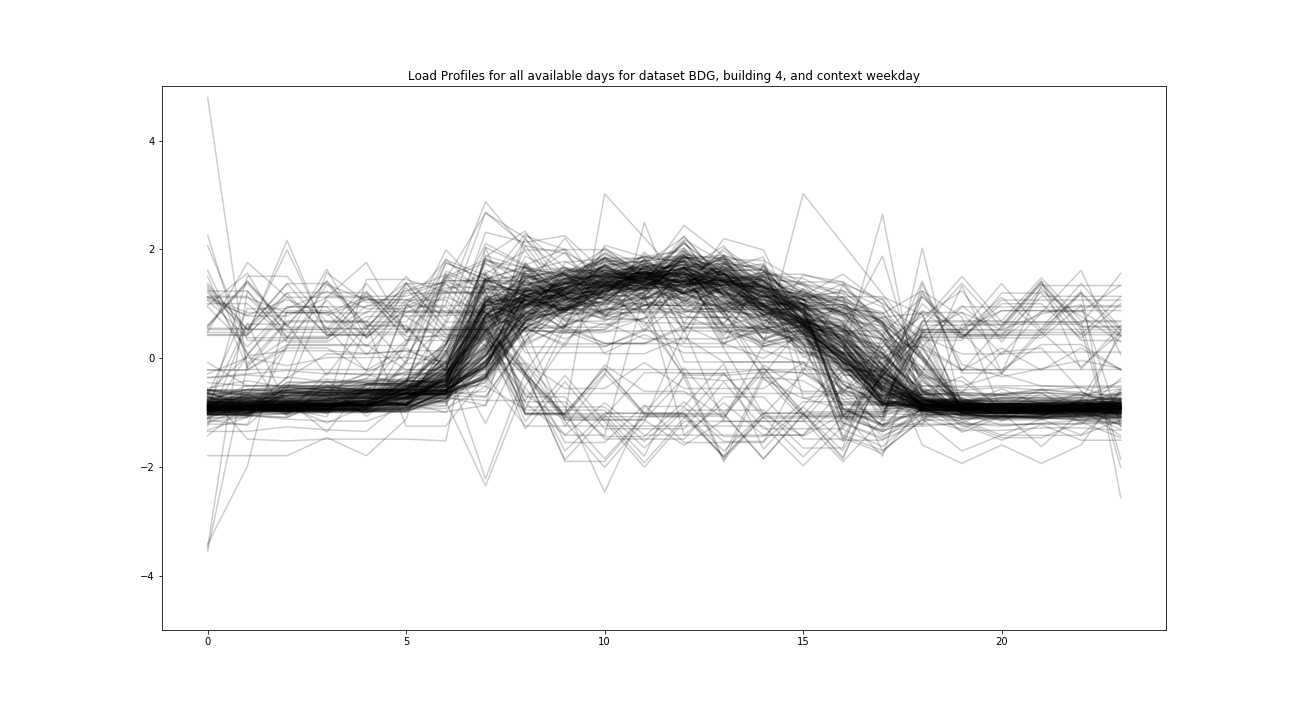 Load Profiles for all available days for dataset BDG, building 4, and context weekday
4
2
0
−2
−4
0 5 10 15 20